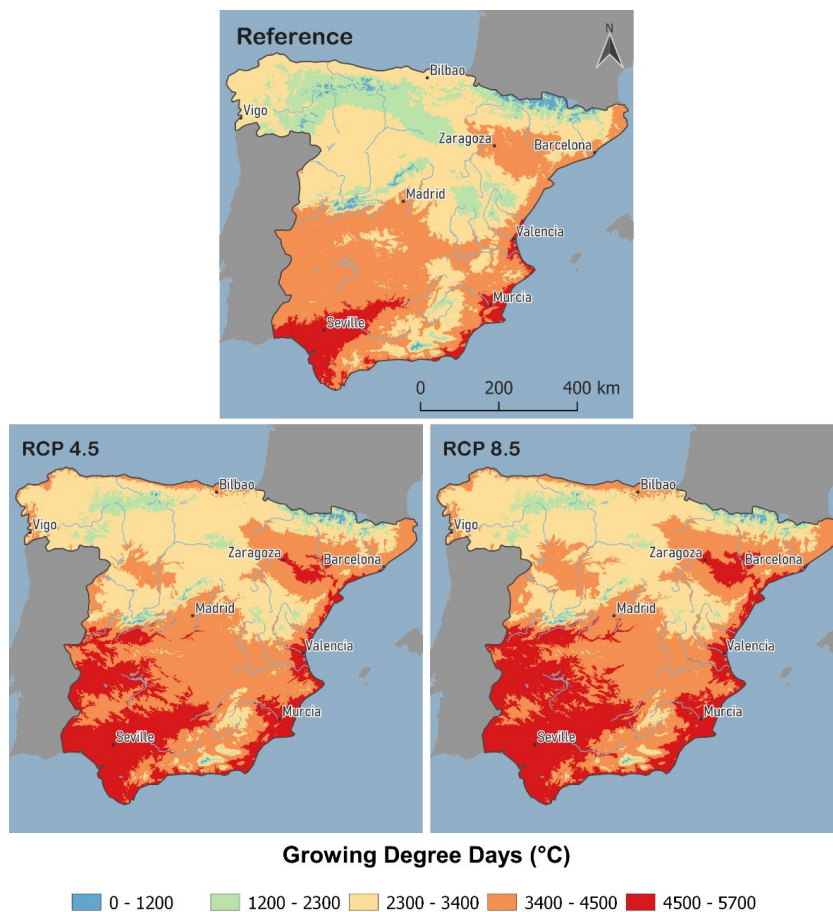 Reference
N
Bilbao
Vigo
Zaragoza
Barcelona
Madrid
Valencia
Murcia
Seville
0 200 400 km
RCP 4.5
Bilbao
Vigo
Zaragoza
Barcelona
Madrid
Valencia
Murcia
Seville
RCP 8.5
Bilbao
Vigo
Zaragoza
Barcelona
Madrid
Valencia
Murcia
Seville
Growing Degree Days (°C)
0 - 1200 1200 - 2300 2300 - 3400 3400 - 4500 4500 - 5700